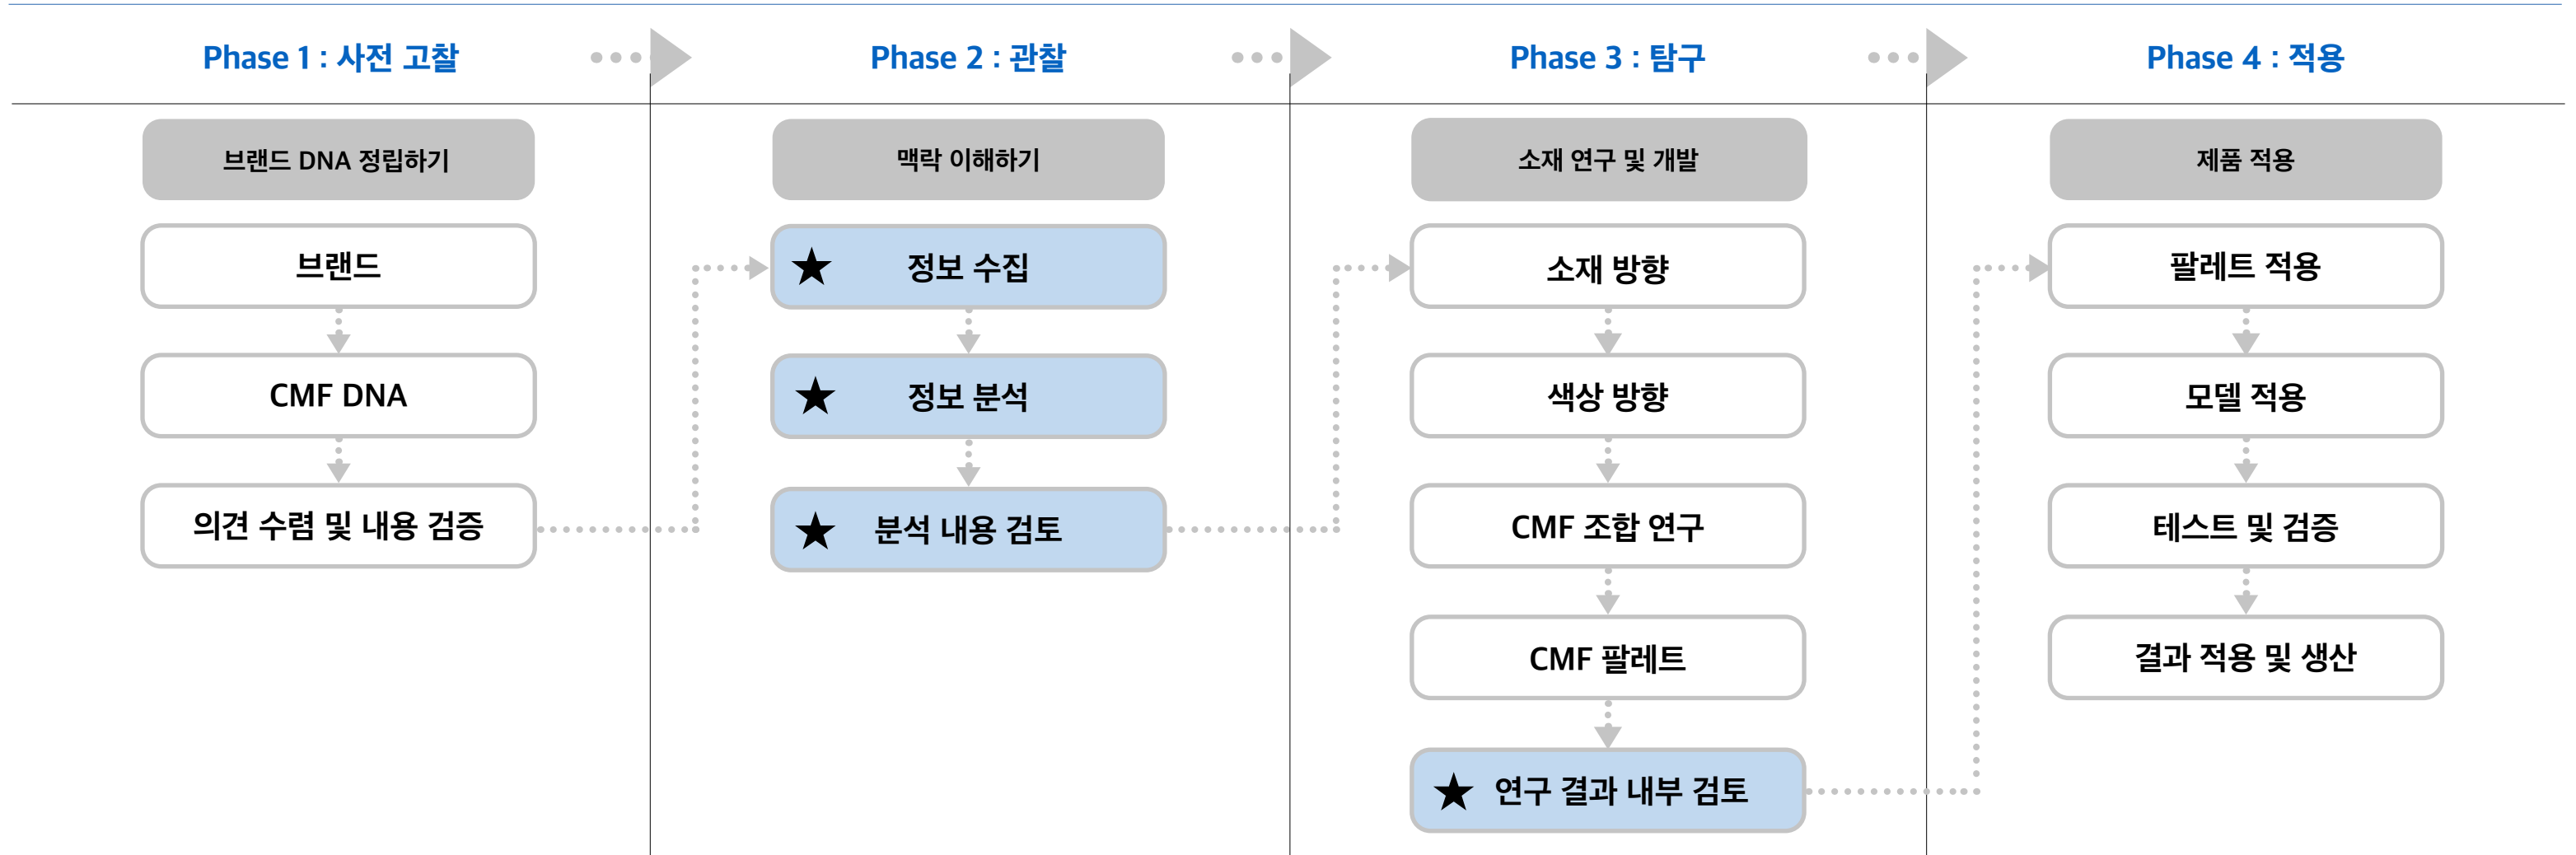 Phase 1 : 사전 고찰
Phase 2 : 관찰
Phase 3 : 탐구
Phase 4 : 적용
브랜드 DNA 정립하기
브랜드
CMF DNA
의견 수렴 및 내용 검증
맥락 이해하기
★ 정보 수집
★ 정보 분석
★ 분석 내용 검토
소재 연구 및 개발
소재 방향
색상 방향
CMF 조합 연구
CMF 팔레트
★ 연구 결과 내부 검토
제품 적용
팔레트 적용
모델 적용
테스트 및 검증
결과 적용 및 생산